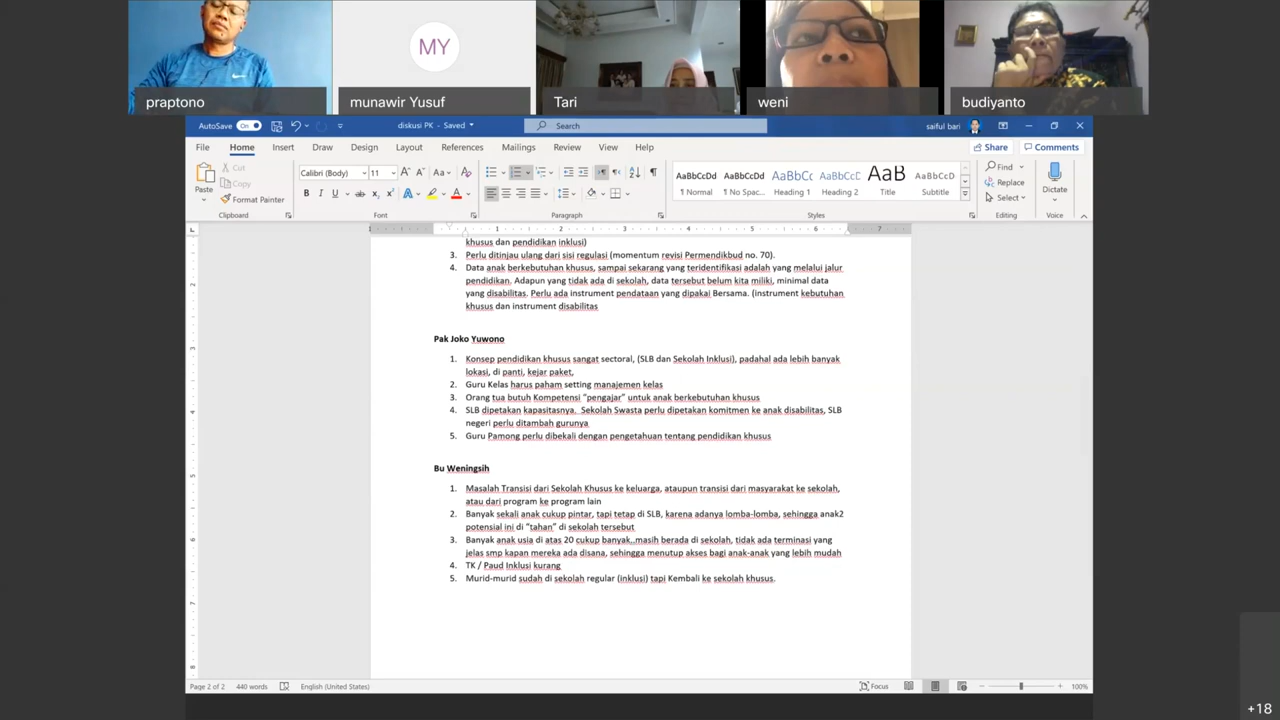 MY
praptono
munawir Yusuf
Tari
weni
budiyanto
AutoSave On diskusi PK - Saved Search saiful bari
File Home Insert Draw Design Layout References Mailings Review View Help Share Comments
Paste Cut Copy Format Painter
Calibri (Body) 11
AaBbCcDd AaBbCcDd AaBbCc AaBbCcD AaB AaBbCcD
¶ Normal ¶ No Spac... Heading 1 Heading 2 Title Subtitle
Find Replace Select Dictate
Clipboard Font Paragraph Styles Editing Voice
khusus dan pendidikan inklusi)
3. Perlu ditinjau ulang dari sisi regulasi (momentum revisi Permendikbud no. 70).
4. Data anak berkebutuhan khusus, sampai sekarang yang teridentifikasi adalah yang melalui jalur
pendidikan. Adapun yang tidak ada di sekolah, data tersebut belum kita miliki, minimal data
yang disabilitas. Perlu ada instrument pendataan yang dipakai Bersama. (instrument kebutuhan
khusus dan instrument disabilitas
Pak Joko Yuwono
1. Konsep pendidikan khusus sangat sectoral, (SLB dan Sekolah Inklusi), padahal ada lebih banyak
lokasi, di panti, kejar paket,
2. Guru Kelas harus paham setting manajemen kelas
3. Orang tua butuh Kompetensi "pengajar" untuk anak berkebutuhan khusus
4. SLB dipetakan kapasitasnya, Sekolah Swasta perlu dipetakan komitmen ke anak disabilitas, SLB
negeri perlu ditambah gurunya
5. Guru Pamong perlu dibekali dengan pengetahuan tentang pendidikan khusus
Bu Weningsih
1. Masalah Transisi dari Sekolah Khusus ke keluarga, ataupun transisi dari masyarakat ke sekolah,
atau dari program ke program lain
2. Banyak sekali anak cukup pintar, tapi tetap di SLB, karena adanya lomba-lomba, sehingga anak2
potensial ini di "tahan" di sekolah tersebut
3. Banyak anak usia di atas 20 cukup banyak,..masih berada di sekolah, tidak ada terminasi yang
jelas smp kapan mereka ada disana, sehingga menutup akses bagi anak-anak yang lebih mudah
4. TK / Paud Inklusi kurang
5. Murid-murid sudah di sekolah regular (inklusi) tapi Kembali ke sekolah khusus.
Page 2 of 2 440 words English (United States) Focus 100%
+18